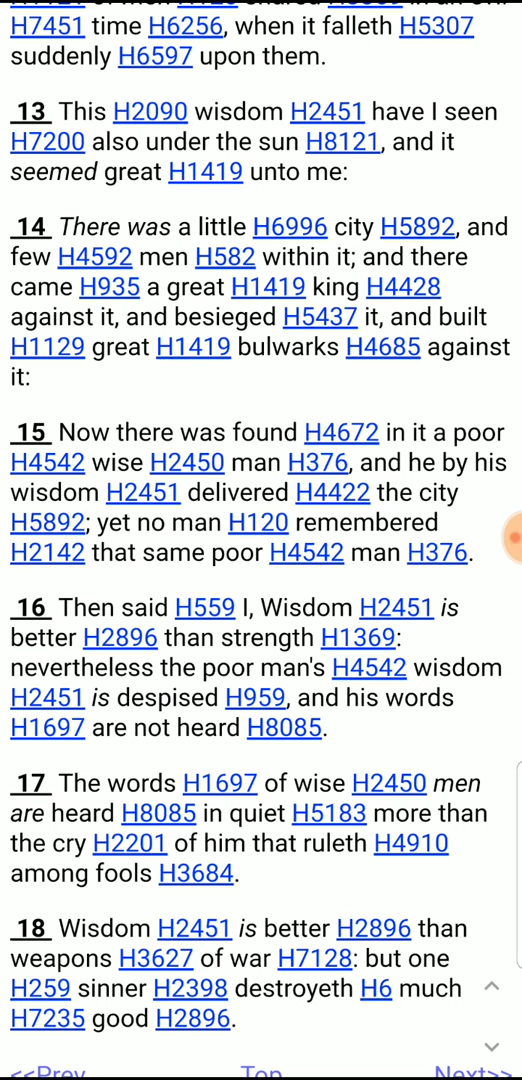 H7451 time H6256, when it falleth H5307
suddenly H6597 upon them.
13 This H2090 wisdom H2451 have I seen
H7200 also under the sun H8121, and it
seemed great H1419 unto me:
14 There was a little H6996 city H5892, and
few H4592 men H582 within it; and there
came H935 a great H1419 king H4428
against it, and besieged H5437 it, and built
H1129 great H1419 bulwarks H4685 against
it:
15 Now there was found H4672 in it a poor
H4542 wise H2450 man H376, and he by his
wisdom H2451 delivered H4422 the city
H5892; yet no man H120 remembered
H2142 that same poor H4542 man H376.
16 Then said H559 I, Wisdom H2451 is
better H2896 than strength H1369:
nevertheless the poor man's H4542 wisdom
H2451 is despised H959, and his words
H1697 are not heard H8085.
17 The words H1697 of wise H2450 men
are heard H8085 in quiet H5183 more than
the cry H2201 of him that ruleth H4910
among fools H3684.
18 Wisdom H2451 is better H2896 than
weapons H3627 of war H7128: but one
H259 sinner H2398 destroyeth H6 much
H7235 good H2896.
<<Prev Top Next>>